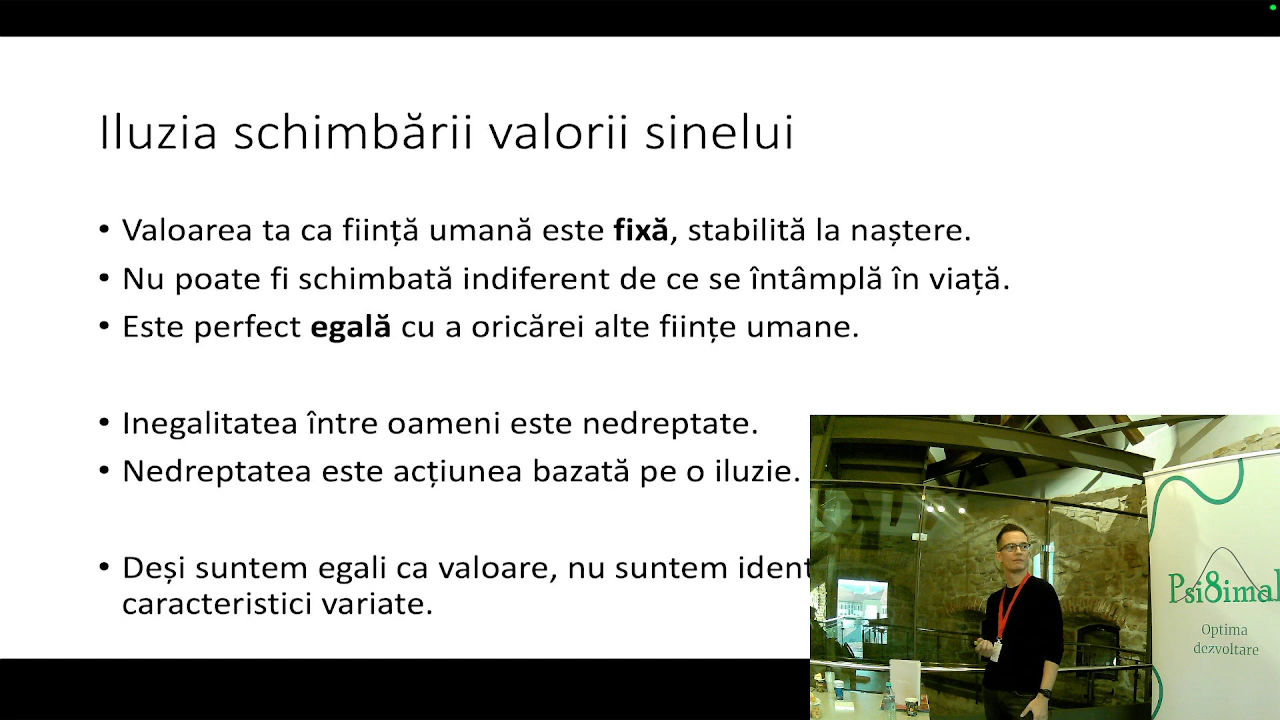 Iluzia schimbării valorii sinelui
• Valoarea ta ca ființă umană este fixă, stabilită la naștere.
• Nu poate fi schimbată indiferent de ce se întâmplă în viață.
• Este perfect egală cu a oricărei alte ființe umane.
• Inegalitatea între oameni este nedreptate.
• Nedreptatea este acțiunea bazată pe o iluzie.
• Deși suntem egali ca valoare, nu suntem
caracteristici variate.
Psi8imal
Optima
dezvoltare